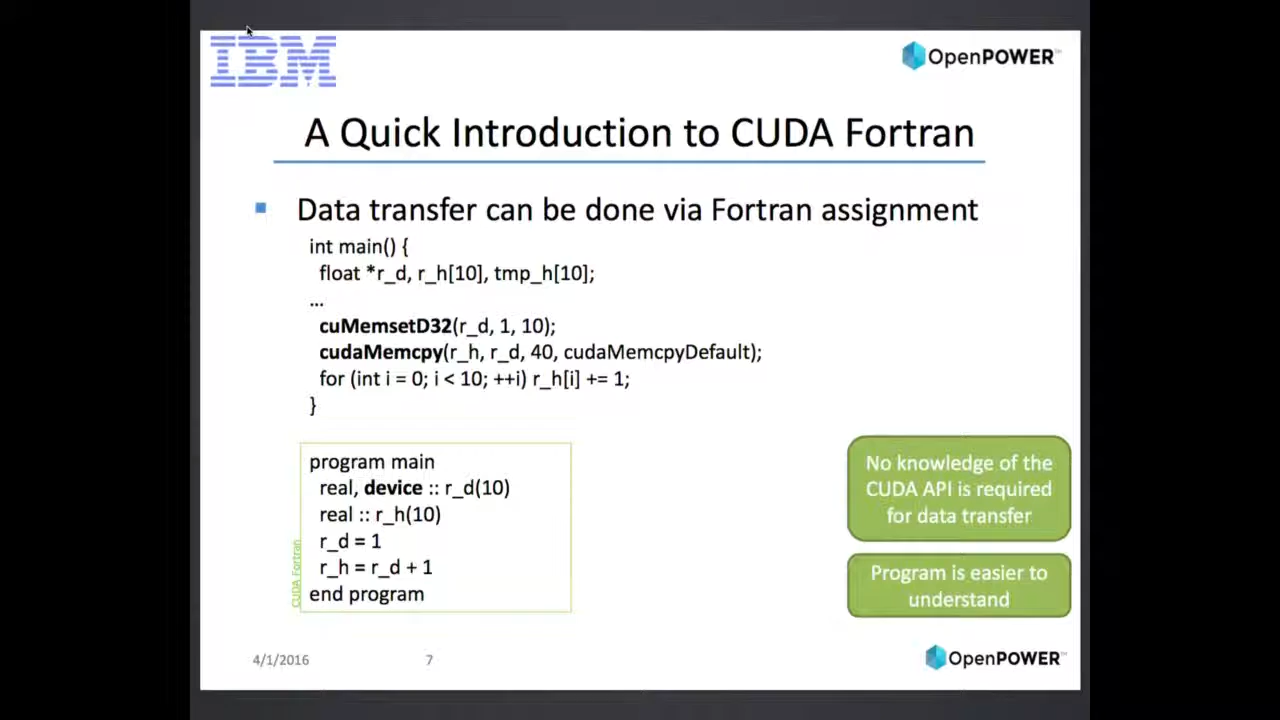 IBM
OpenPOWER™
A Quick Introduction to CUDA Fortran
Data transfer can be done via Fortran assignment
int main() {
float *r_d, r_h[10], tmp_h[10];
...
cuMemsetD32(r_d, 1, 10);
cudaMemcpy(r_h, r_d, 40, cudaMemcpyDefault);
for (int i = 0; i < 10; ++i) r_h[i] += 1;
}
CUDA Fortran
program main
real, device :: r_d(10)
real :: r_h(10)
r_d = 1
r_h = r_d + 1
end program
No knowledge of the
CUDA API is required
for data transfer
Program is easier to
understand
4/1/2016
7
OpenPOWER™